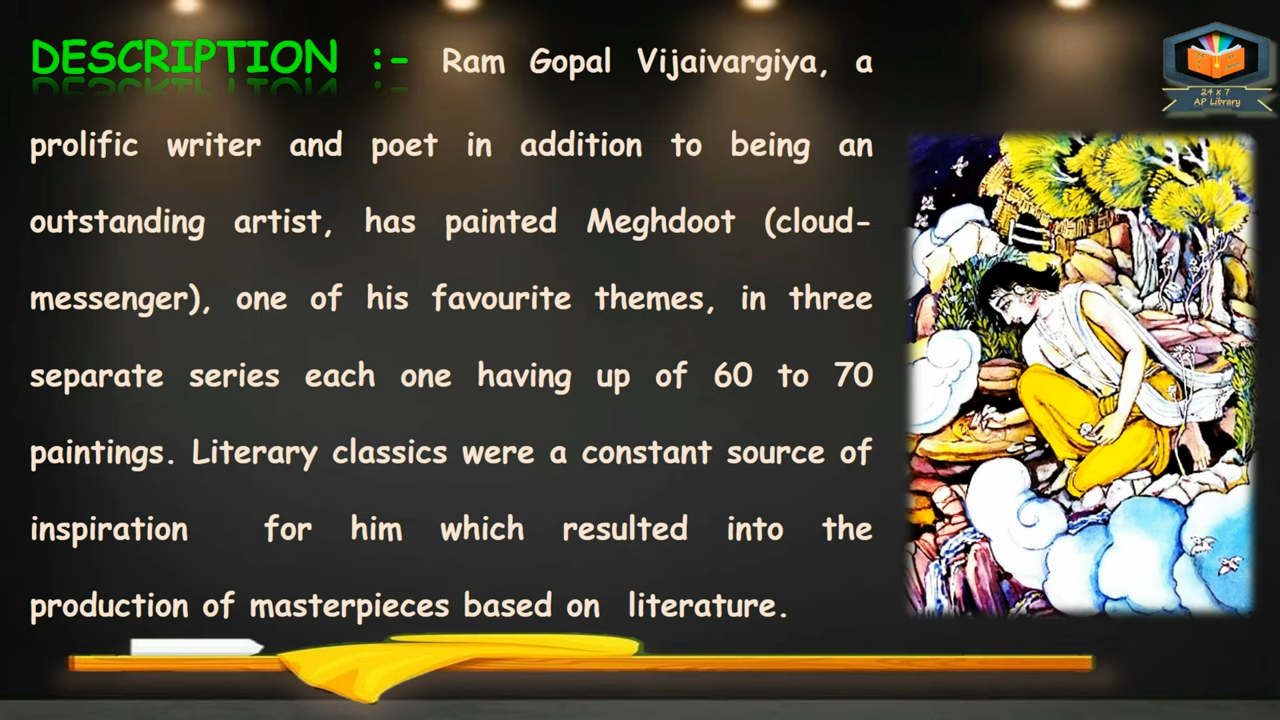 DESCRIPTION :- Ram Gopal Vijaivargiya, a
prolific writer and poet in addition to being an
outstanding artist, has painted Meghdoot (cloud-
messenger), one of his favourite themes, in three
separate series each one having up of 60 to 70
paintings. Literary classics were a constant source of
inspiration for him which resulted into the
production of masterpieces based on literature.
24 x 7
AP Library